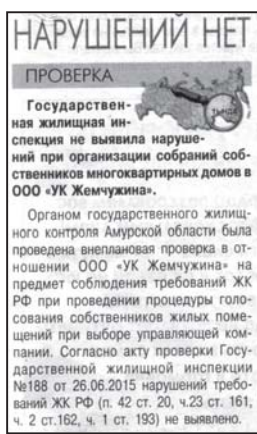 НАРУШЕНИЙ НЕТ
ПРОВЕРКА
ТЫНДА
Государствен-
ная жилищная ин-
спекция не выявила наруше-
ний при организации собраний соб-
ственников многоквартирных домов в
ООО «УК Жемчужина».
Органом государственного жилищ-
ного контроля Амурской области была
проведена внеплановая проверка в от-
ношении ООО «УК Жемчужина» на
предмет соблюдения требований ЖК
РФ при проведении процедуры голо-
сования собственников жилых поме-
щений при выборе управляющей ком-
пании. Согласно акту проверки Госу-
дарственной жилищной инспекции
№188 от 26.06.2015 нарушений требо-
ваний ЖК РФ (п. 42 ст. 20, ч.23 ст. 161,
ч. 2 ст.162, ч. 1 ст. 193) не выявлено.